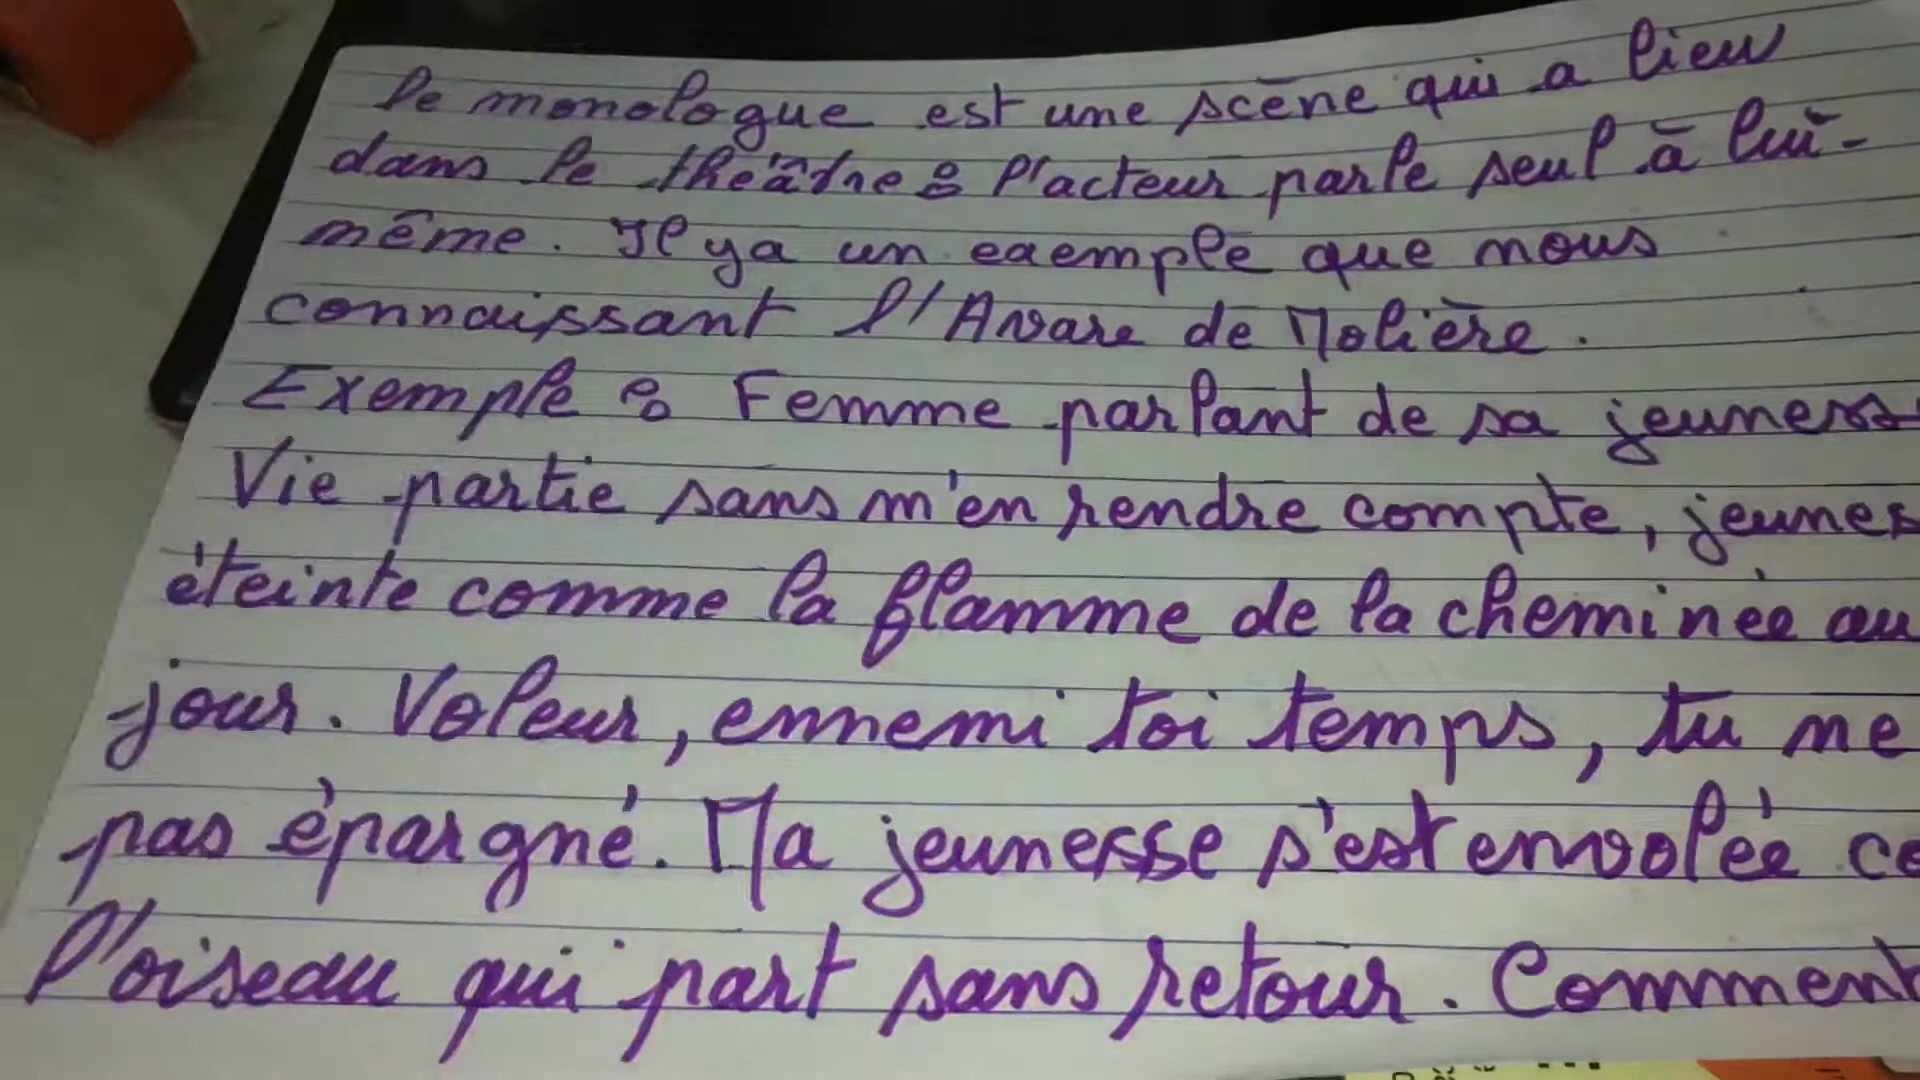 le monologue est une scène qui a lieu
dans le théâtre : l'acteur parle seul à lui-
même. Il ya un eaemple que nous
connaissant l'Avare de Molière.
Exemple : Femme parlant de sa jeuness
Vie partie sans m'en rendre compte, jeunes
éteinte comme la flamme de la cheminée au
jour. Voleur, ennemi toi temps, tu me
pas épargné. Ma jeunesse s'est envolée co
l'oiseau qui part sans retour. Comment